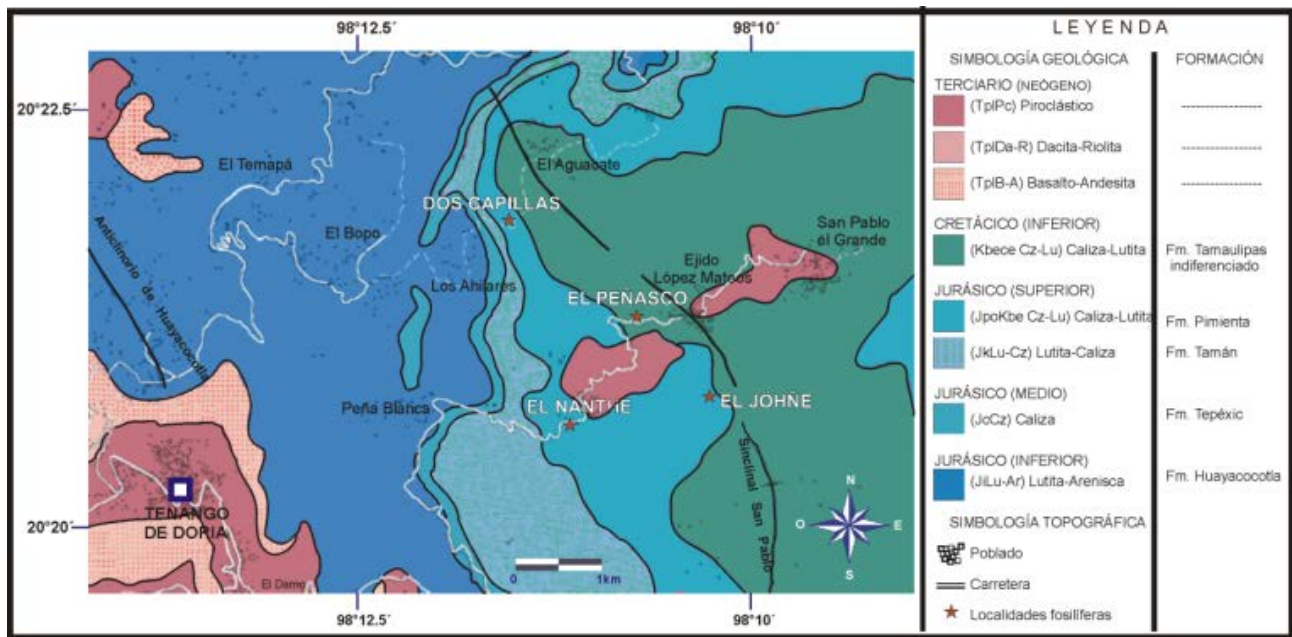 98°12.5´
98°10´
20°22.5´
20°20´
El Temapá
El Aguacate
DOS CAPILLAS
El Bopo
San Pablo
el Grande
Ejido
López Mateos
Los Ahilares
EL PEÑASCO
Anticlinorio de Huayacocotla
Peña Blanca
EL NANTHE
EL JOHÑE
Sinclinal San Pablo
TENANGO
DE DORIA
El Damo
N
O
E
S
0
1km
98°12.5´
98°10´
LEYENDA
SIMBOLOGÍA GEOLÓGICA
FORMACIÓN
TERCIARIO (NEÓGENO)
(TplPc) Piroclástico
----------------
(TplDa-R) Dacita-Riolita
----------------
(TplB-A) Basalto-Andesita
----------------
CRETÁCICO (INFERIOR)
(Kbece Cz-Lu) Caliza-Lutita
Fm. Tamaulipas
indiferenciado
JURÁSICO (SUPERIOR)
(JpoKbe Cz-Lu) Caliza-Lutita
Fm. Pimienta
(JkLu-Cz) Lutita-Caliza
Fm. Tamán
JURÁSICO (MEDIO)
(JcCz) Caliza
Fm. Tepéxic
JURÁSICO (INFERIOR)
(JiLu-Ar) Lutita-Arenisca
Fm. Huayacocotla
SIMBOLOGÍA TOPOGRÁFICA
Poblado
Carretera
Localidades fosilíferas